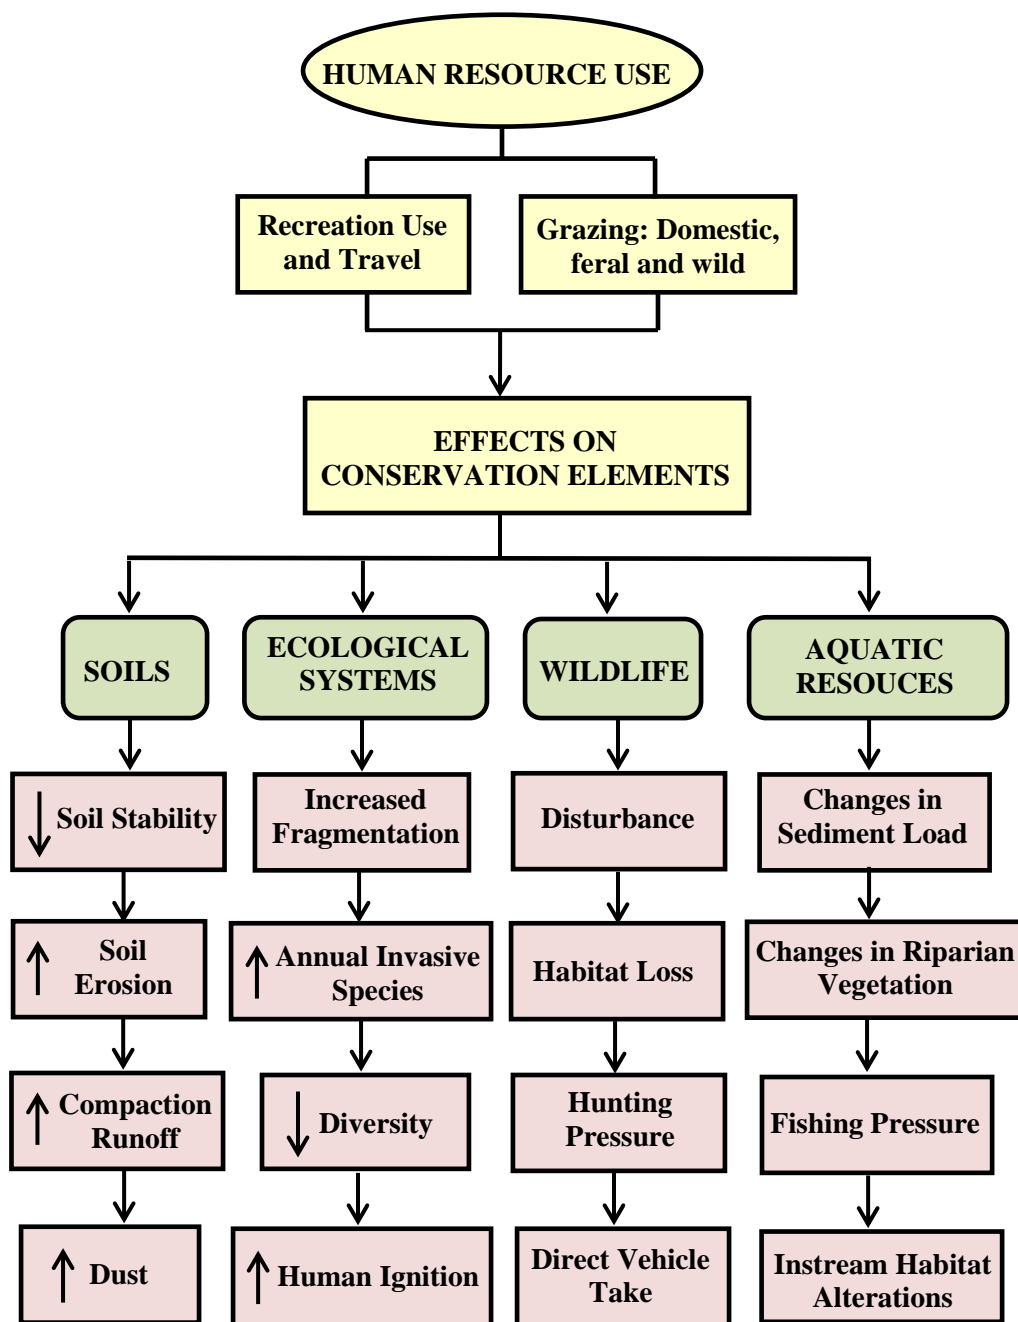 HUMAN RESOURCE USE
Recreation Use
and Travel
Grazing: Domestic,
feral and wild
EFFECTS ON
CONSERVATION ELEMENTS
SOILS
ECOLOGICAL
SYSTEMS
WILDLIFE
AQUATIC
RESOUCES
Soil Stability
Increased
Fragmentation
Disturbance
Changes in
Sediment Load
Soil
Erosion
Annual Invasive
Species
Habitat Loss
Changes in Riparian
Vegetation
Compaction
Runoff
Diversity
Hunting
Pressure
Fishing Pressure
Dust
Human Ignition
Direct Vehicle
Take
Instream Habitat
Alterations